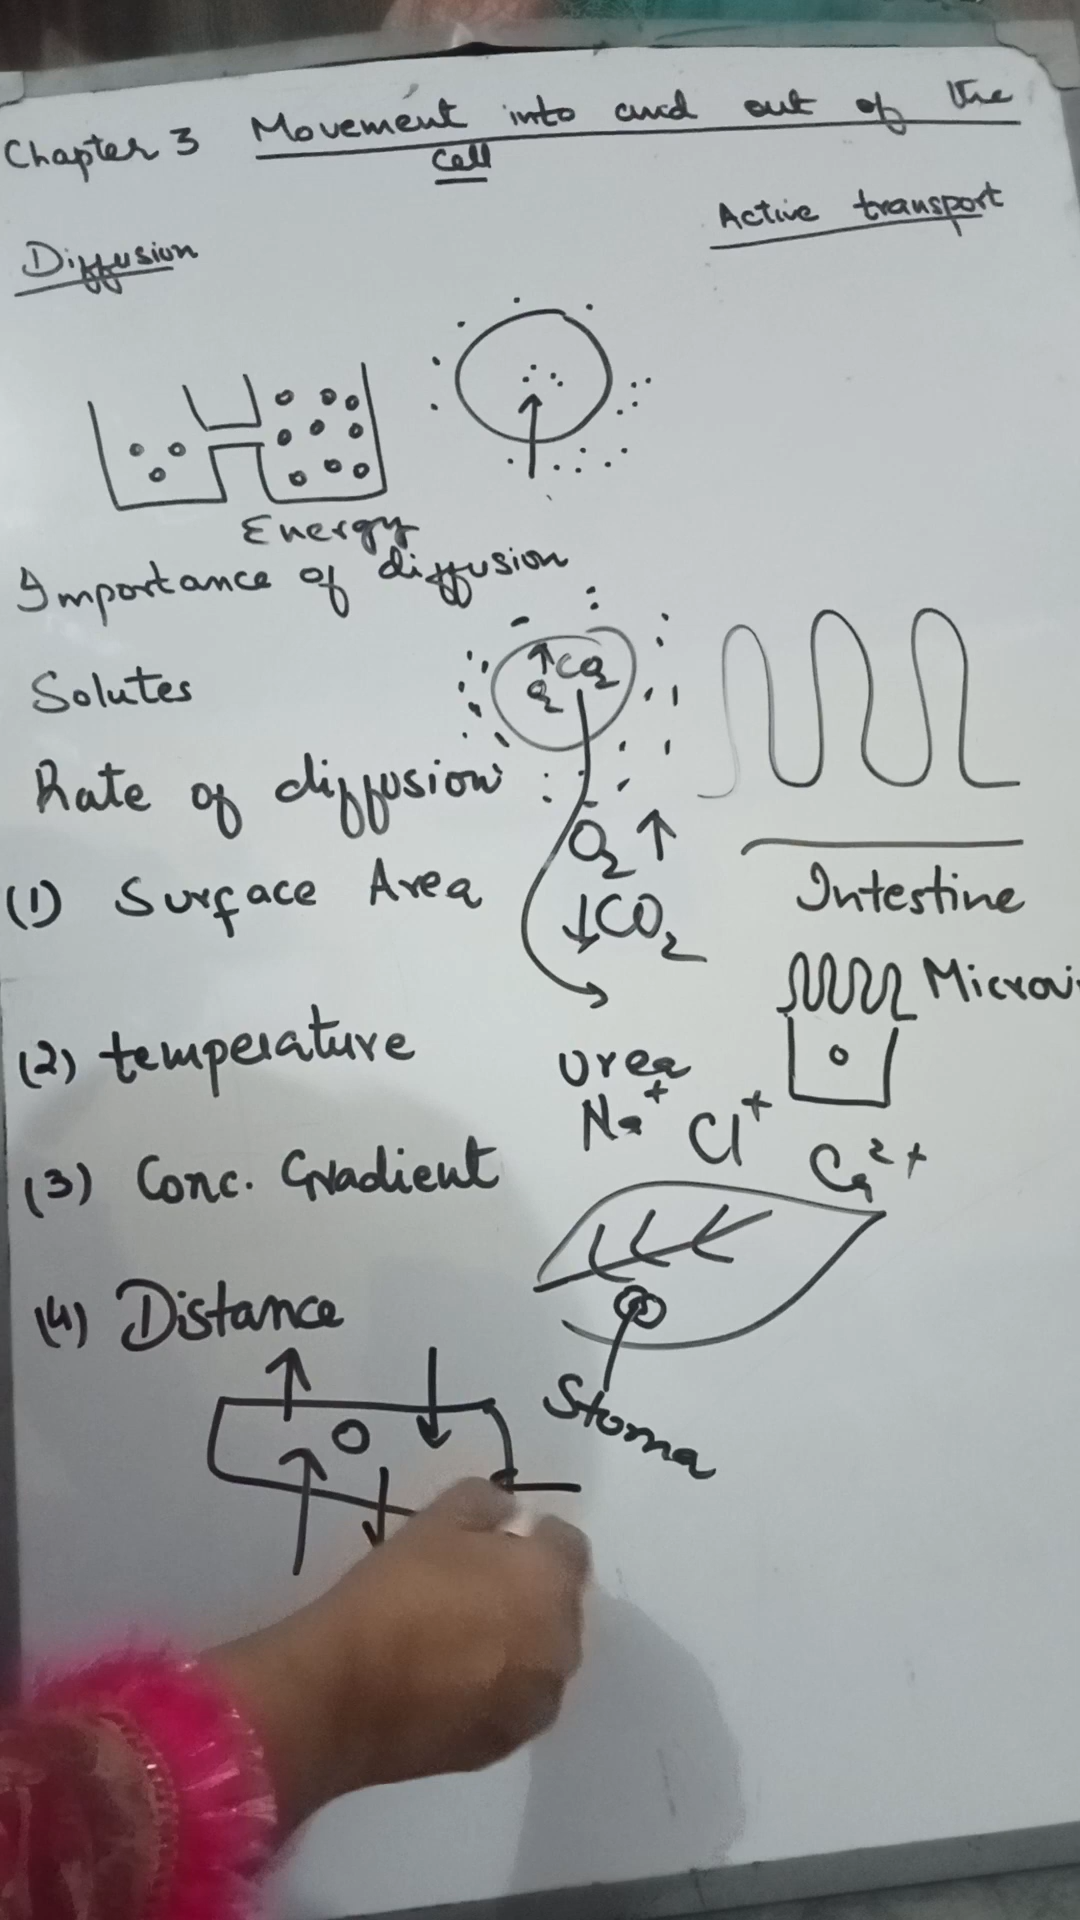 Chapter 3 Movement into and out of the
cell
Active transport
Diffusion
Energy
Importance of diffusion
Solutes
CO2
O2
Rate of diffusion
O2 ↑
(1) Surface Area
↓CO2
Intestine
Microvi
(2) temperature
Urea
Na+ Cl+ Ca2+
(3) Conc. Gradient
(4) Distance
Stoma